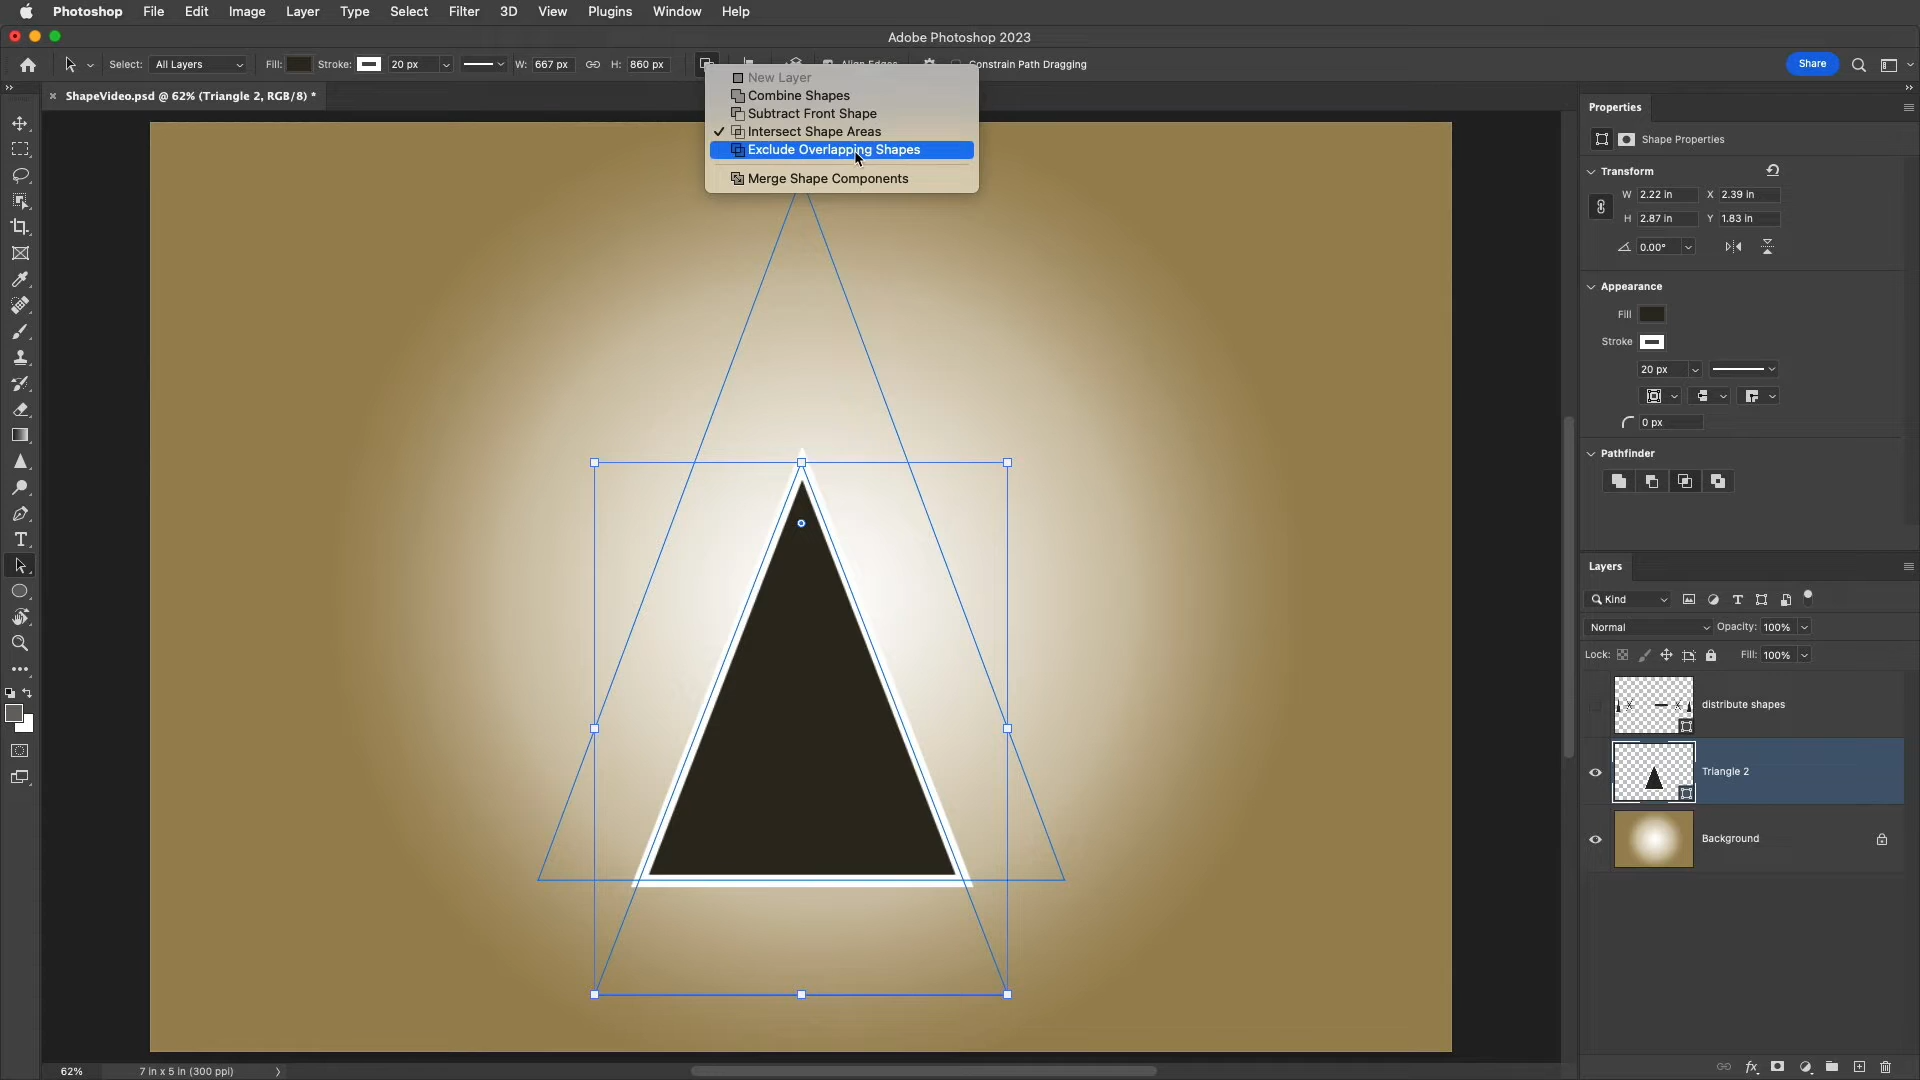 Photoshop File Edit Image Layer Type Select Filter 3D View Plugins Window Help
Adobe Photoshop 2023
Select: All Layers Fill: Stroke: 20 px W: 667 px H: 860 px Align Edges Constrain Path Dragging Share
ShapeVideo.psd @ 62% (Triangle 2, RGB/8) *
New Layer
Combine Shapes
Subtract Front Shape
Intersect Shape Areas
Exclude Overlapping Shapes
Merge Shape Components
Properties
Shape Properties
Transform
W 2.22 in X 2.39 in
H 2.87 in Y 1.83 in
0.00°
Appearance
Fill
Stroke
20 px
0 px
Pathfinder
Layers
Kind
Normal Opacity: 100%
Lock: Fill: 100%
distribute shapes
Triangle 2
Background
62% 7 in x 5 in (300 ppi)